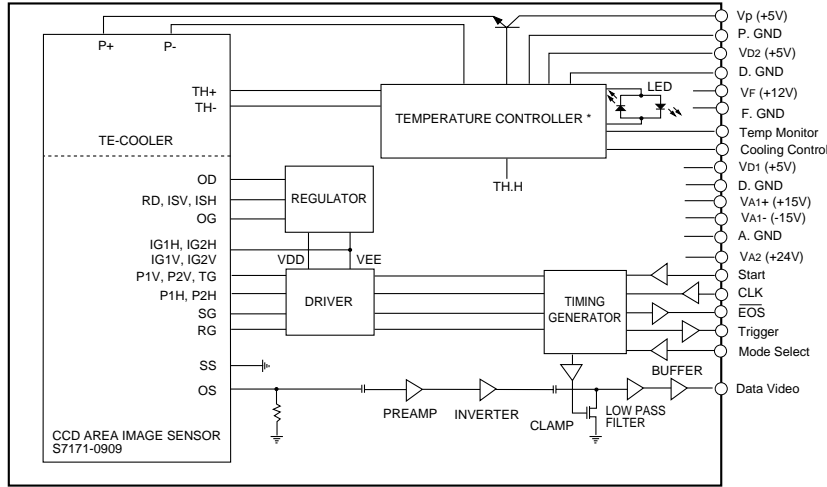 P+ P-
TH+
TH-
TE-COOLER
OD
RD, ISV, ISH
OG
IG1H, IG2H
IG1V, IG2V
P1V, P2V, TG
P1H, P2H
SG
RG
SS
OS
CCD AREA IMAGE SENSOR
S7171-0909
REGULATOR
VDD VEE
DRIVER
TEMPERATURE CONTROLLER *
LED
TH.H
TIMING
GENERATOR
PREAMP
INVERTER
CLAMP
LOW PASS
FILTER
BUFFER
Vp (+5V)
P. GND
VD2 (+5V)
D. GND
VF (+12V)
F. GND
Temp Monitor
Cooling Control
VD1 (+5V)
D. GND
VA1+ (+15V)
VA1- (-15V)
A. GND
VA2 (+24V)
Start
CLK
EOS
Trigger
Mode Select
Data Video